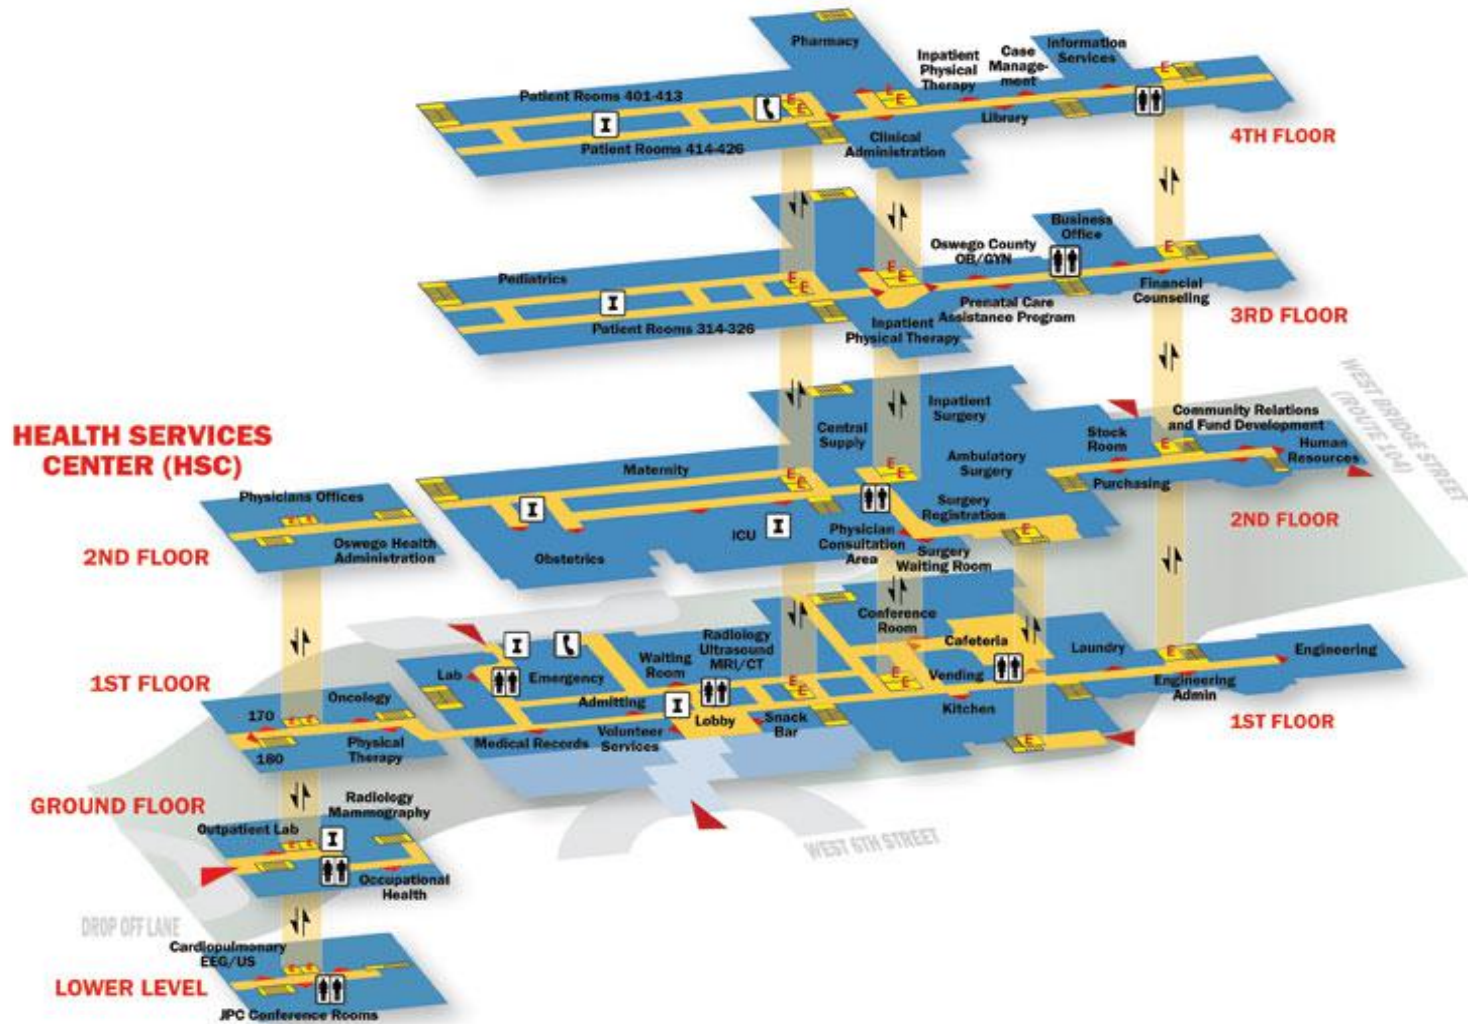 Pharmacy
Inpatient
Physical
Therapy
Case
Manage-
ment
Information
Services
Patient Rooms 401-413
E
E
E
E
E
I
Library
Patient Rooms 414-426
Clinical
Administration
4TH FLOOR
Pediatrics
E
E
E
E
E
I
Oswego County
OB/GYN
Business
Office
Patient Rooms 314-326
Inpatient
Physical Therapy
Prenatal Care
Assistance Program
Financial
Counseling
3RD FLOOR
WEST BRIDGE STREET
(ROUTE 104)
HEALTH SERVICES
CENTER (HSC)
Inpatient
Surgery
Central
Supply
Ambulatory
Surgery
Stock
Room
Community Relations
and Fund Development
Human
Resources
Maternity
E
E
E
E
E
I
Purchasing
Surgery
Registration
Physicians Offices
E
E
Oswego Health
Administration
2ND FLOOR
Obstetrics
ICU
I
Physician
Consultation
Area
Surgery
Waiting Room
E
2ND FLOOR
Conference
Room
Cafeteria
Laundry
E
Engineering
Radiology
Ultrasound
MRI/CT
Waiting
Room
I
Lab
Emergency
E
E
E
E
Vending
Engineering
Admin
1ST FLOOR
Oncology
170
E
E
180
Physical
Therapy
Admitting
I
Medical Records
Volunteer
Services
Lobby
Snack
Bar
Kitchen
E
1ST FLOOR
GROUND FLOOR
Radiology
Mammography
Outpatient Lab
E
E
I
Occupational
Health
WEST 6TH STREET
DROP OFF LANE
Cardiopulmonary
EEG/US
E
E
LOWER LEVEL
JPC Conference Rooms